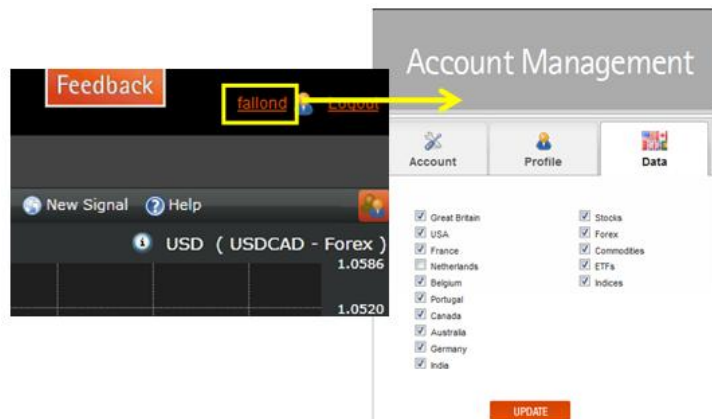 Feedback
fallond
Logout
New Signal
Help
USD ( USDCAD - Forex )
1.0586
1.0520
Account Management
Account
Profile
Data
Great Britain
USA
France
Netherlands
Belgium
Portugal
Canada
Australia
Germany
India
Stocks
Forex
Commodities
ETFs
Indices
UPDATE